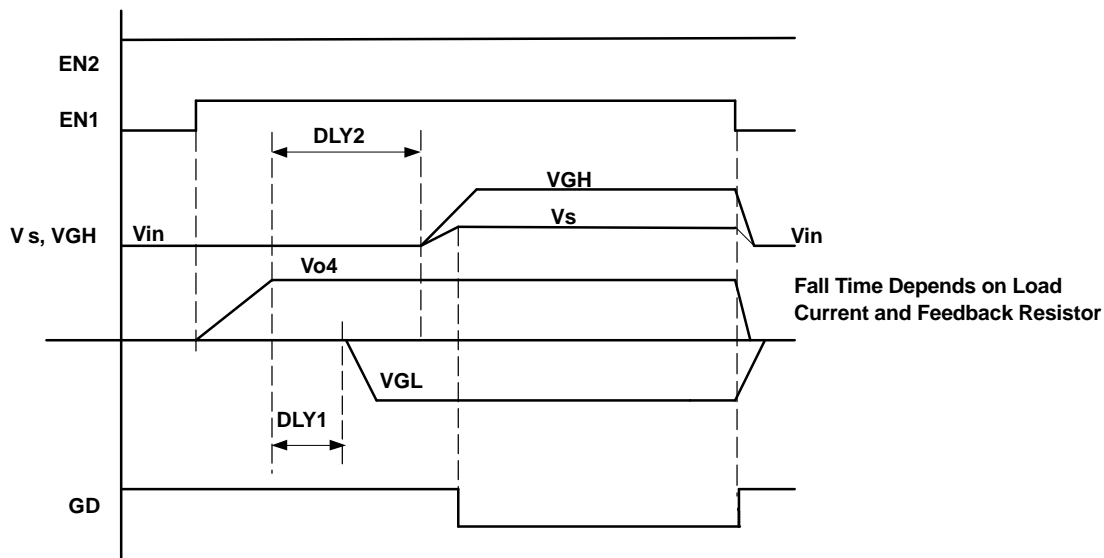 EN2
EN1
DLY2
VGH
Vs
V s, VGH
Vin
Vin
Vo4
Fall Time Depends on Load
Current and Feedback Resistor
VGL
DLY1
GD